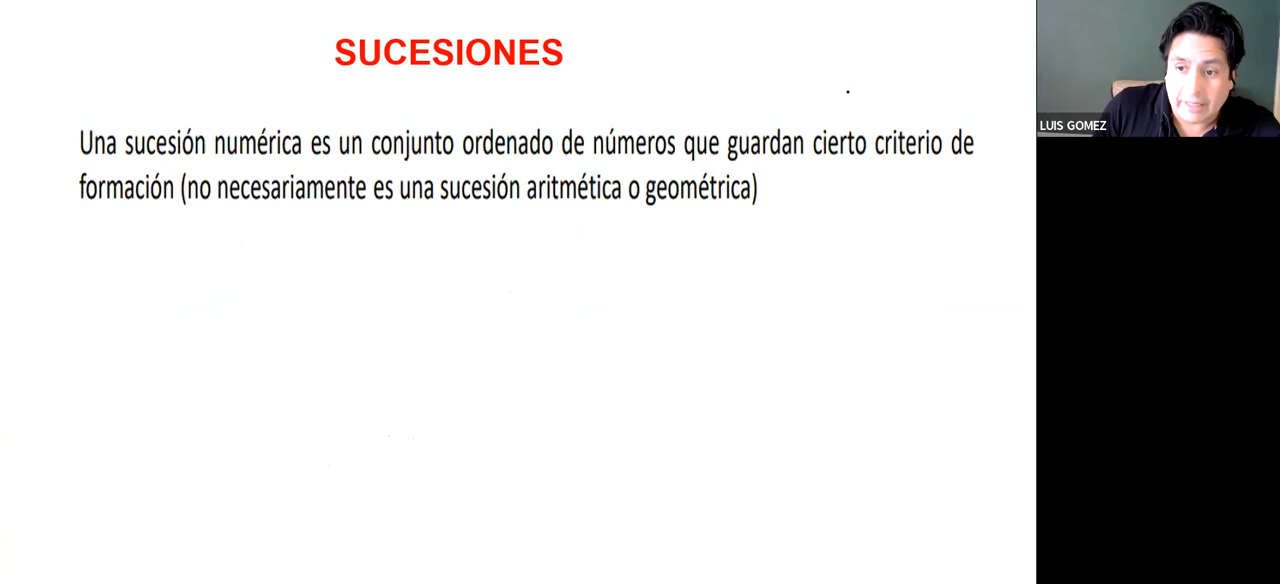 SUCESIONES
Una sucesión numérica es un conjunto ordenado de números que guardan cierto criterio de
formación (no necesariamente es una sucesión aritmética o geométrica)
LUIS GOMEZ